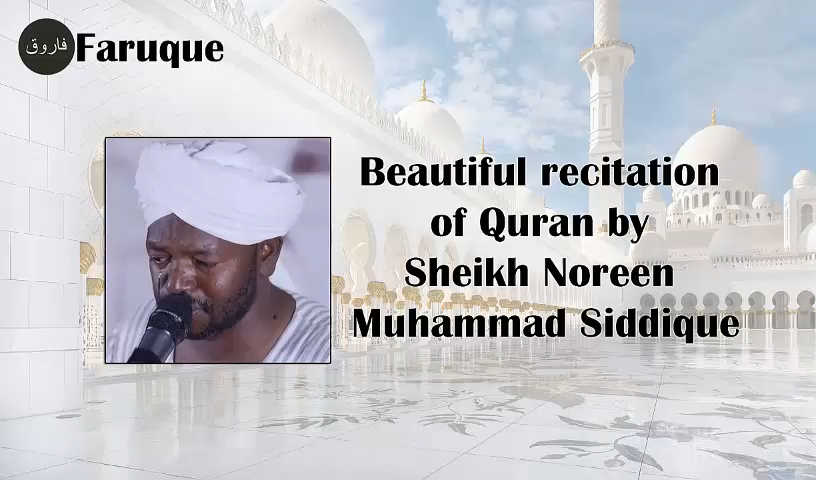 فاروق
Faruque
Beautiful recitation
of Quran by
Sheikh Noreen
Muhammad Siddique